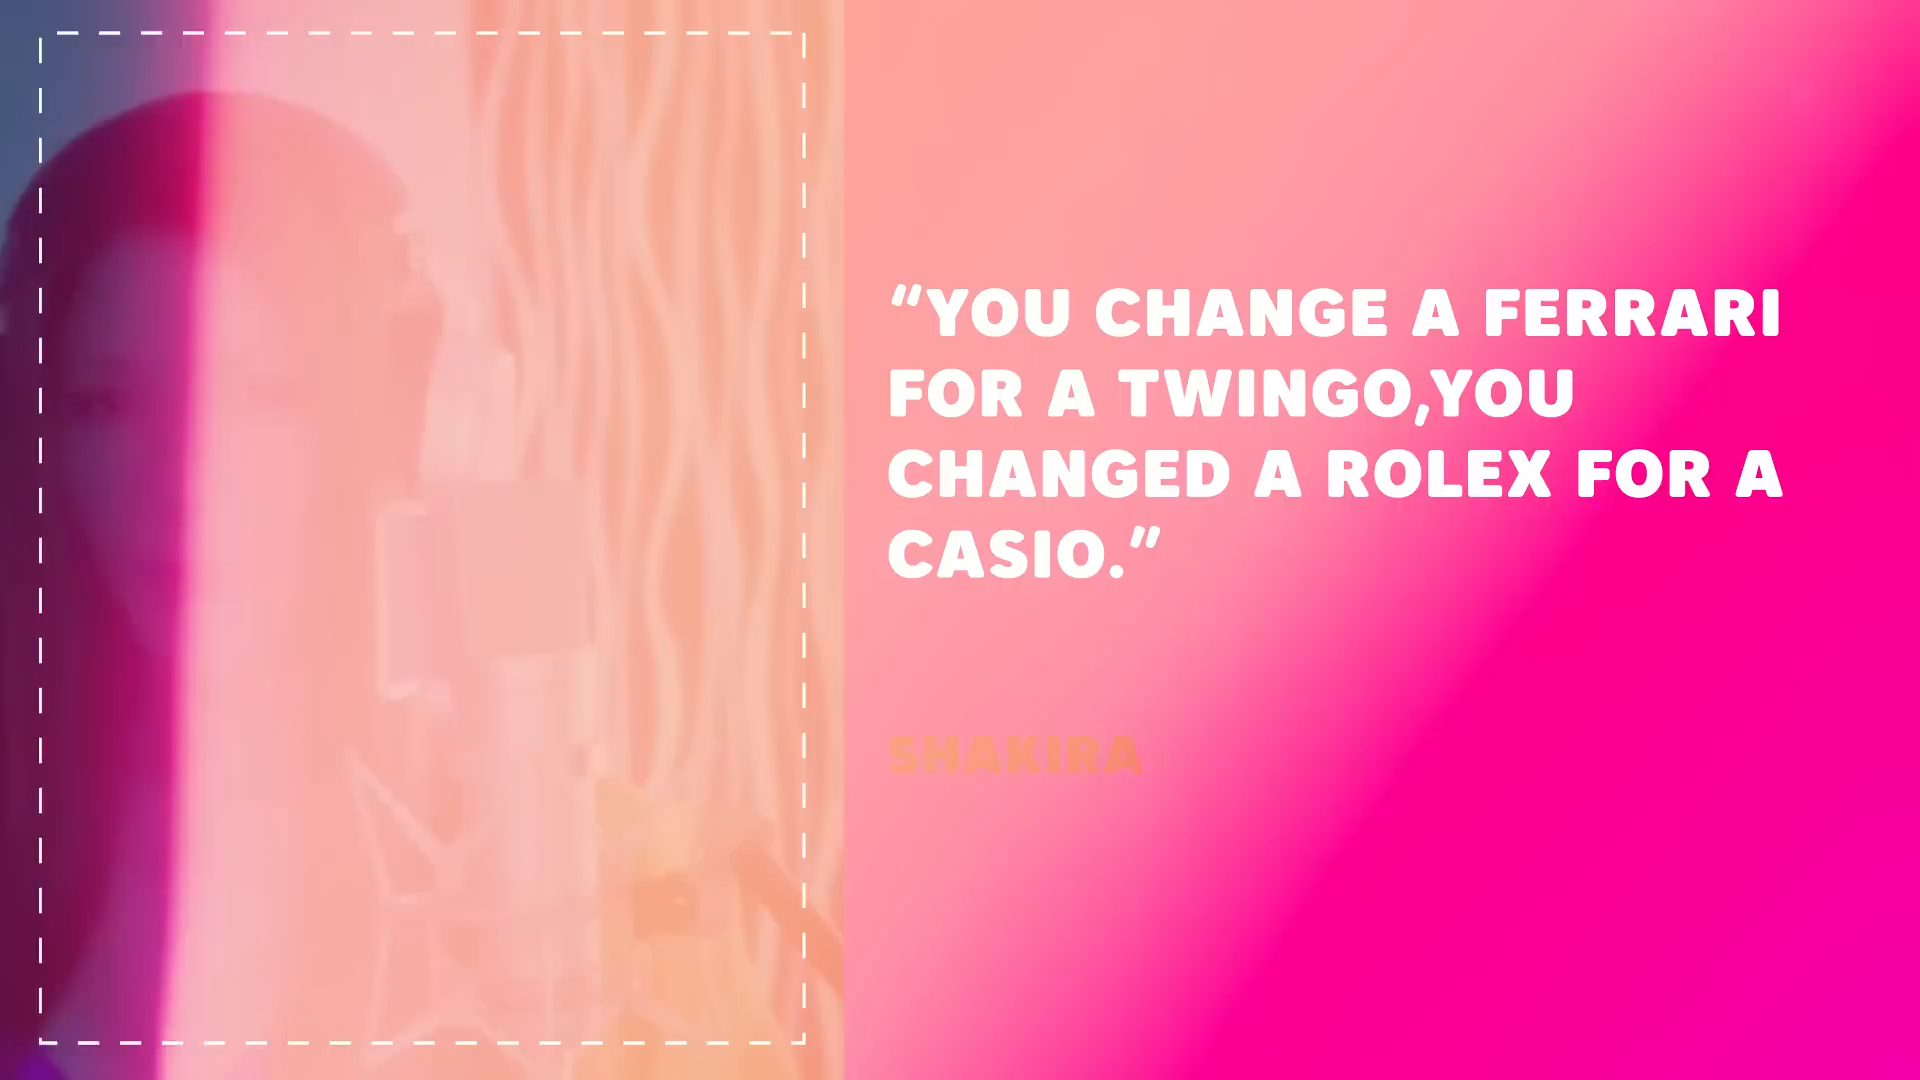 “YOU CHANGE A FERRARI
FOR A TWINGO,YOU
CHANGED A ROLEX FOR A
CASIO.”
SHAKIRA